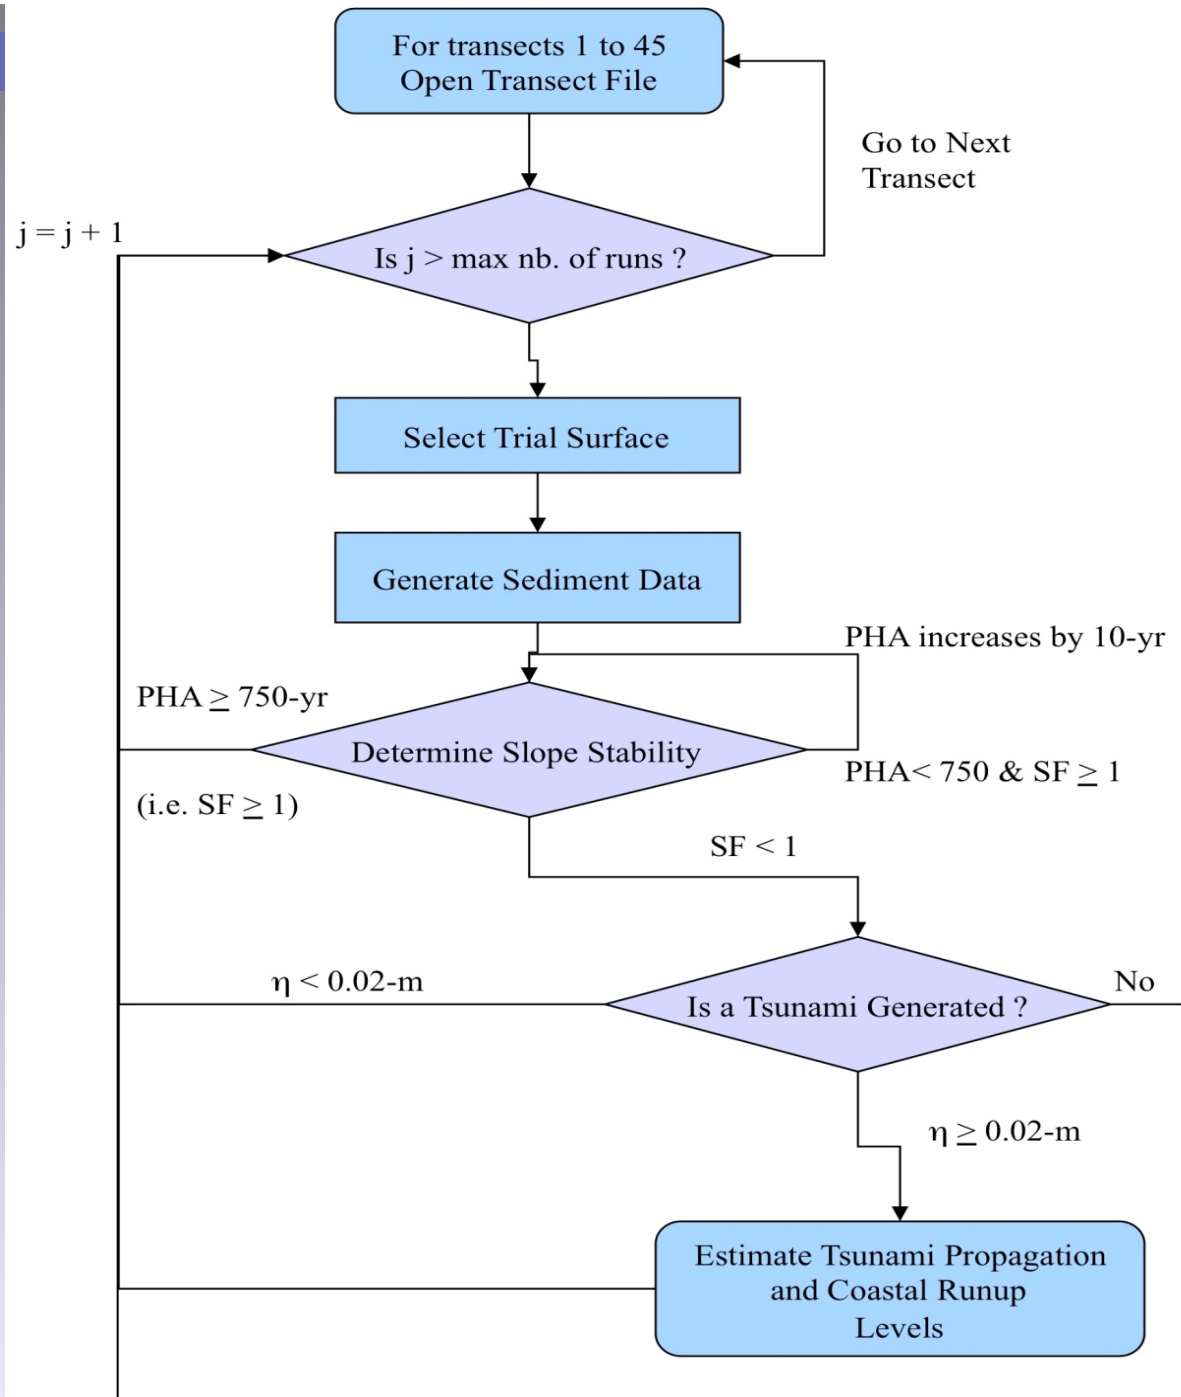 For transects 1 to 45
Open Transect File
Go to Next
Transect
j = j + 1
Is j > max nb. of runs ?
Select Trial Surface
Generate Sediment Data
PHA increases by 10-yr
PHA ≥ 750-yr
Determine Slope Stability
PHA< 750 & SF ≥ 1
(i.e. SF ≥ 1)
SF < 1
η < 0.02-m
Is a Tsunami Generated ?
No
η ≥ 0.02-m
Estimate Tsunami Propagation
and Coastal Runup
Levels